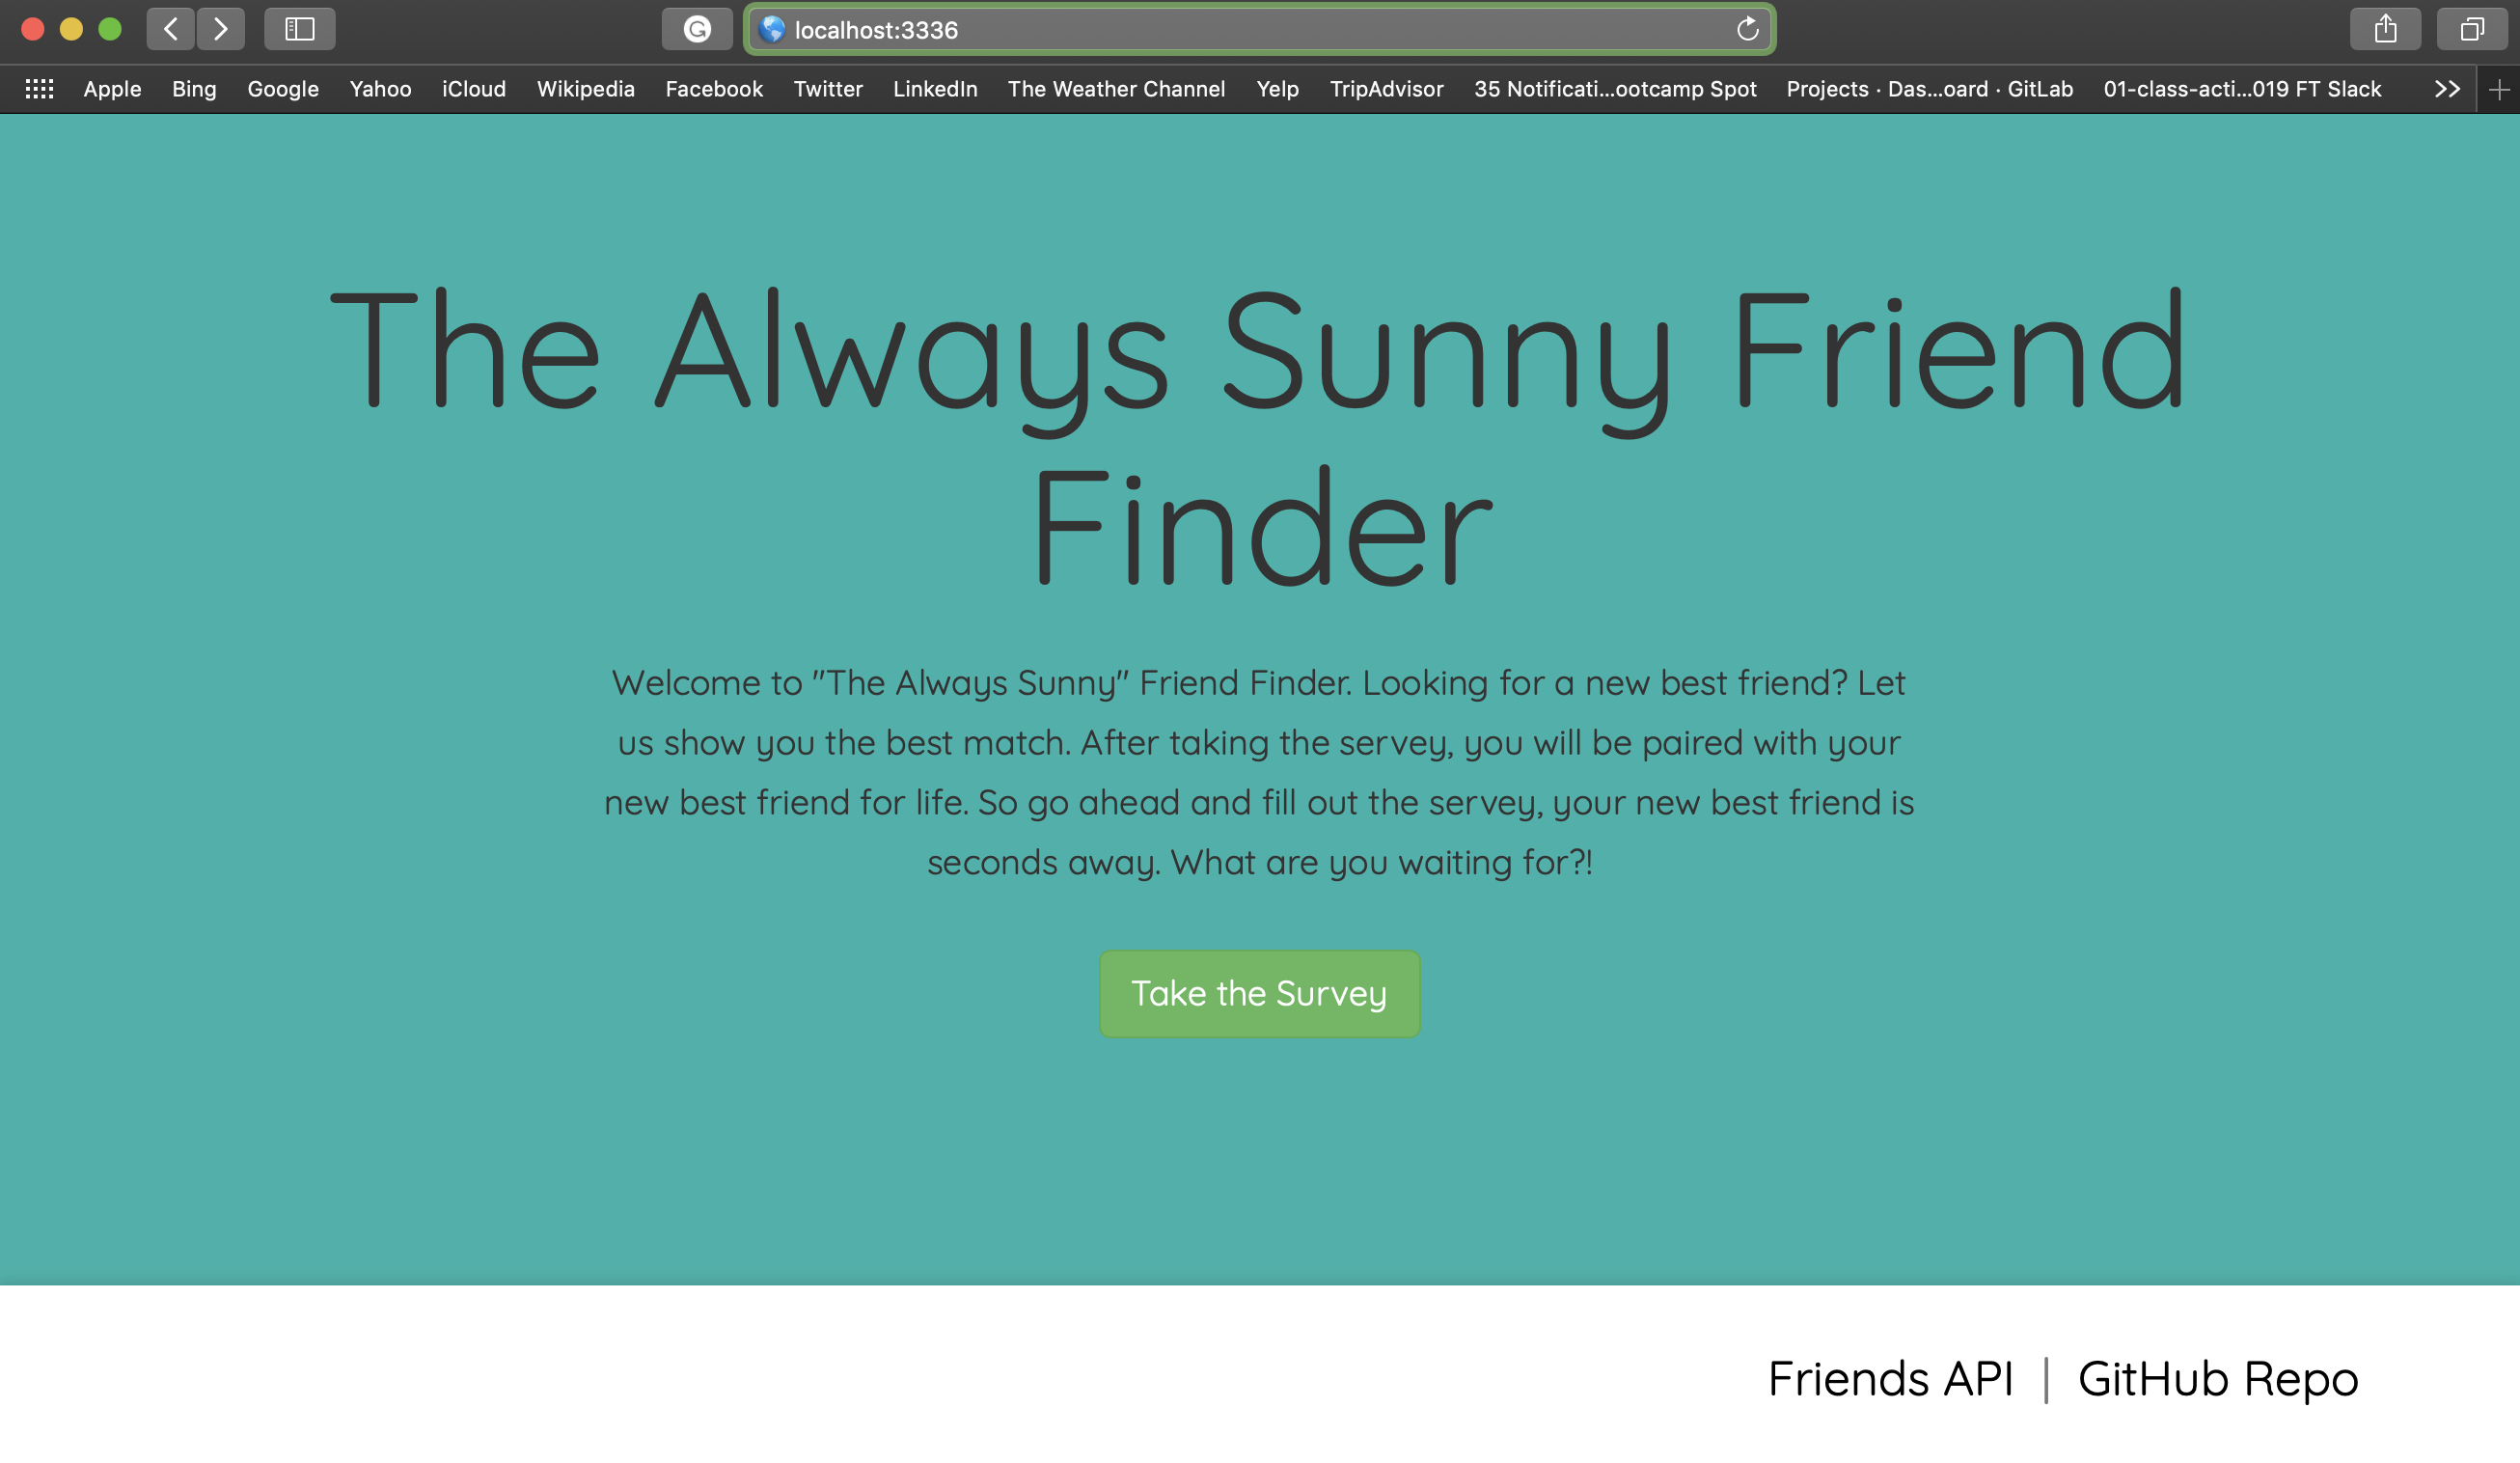 localhost:3336
Apple Bing Google Yahoo iCloud Wikipedia Facebook Twitter LinkedIn The Weather Channel Yelp TripAdvisor 35 Notificati...ootcamp Spot Projects · Das...oard · GitLab 01-class-acti...019 FT Slack
The Always Sunny Friend
Finder
Welcome to "The Always Sunny" Friend Finder. Looking for a new best friend? Let
us show you the best match. After taking the servey, you will be paired with your
new best friend for life. So go ahead and fill out the servey, your new best friend is
seconds away. What are you waiting for?!
Take the Survey
Friends API | GitHub Repo